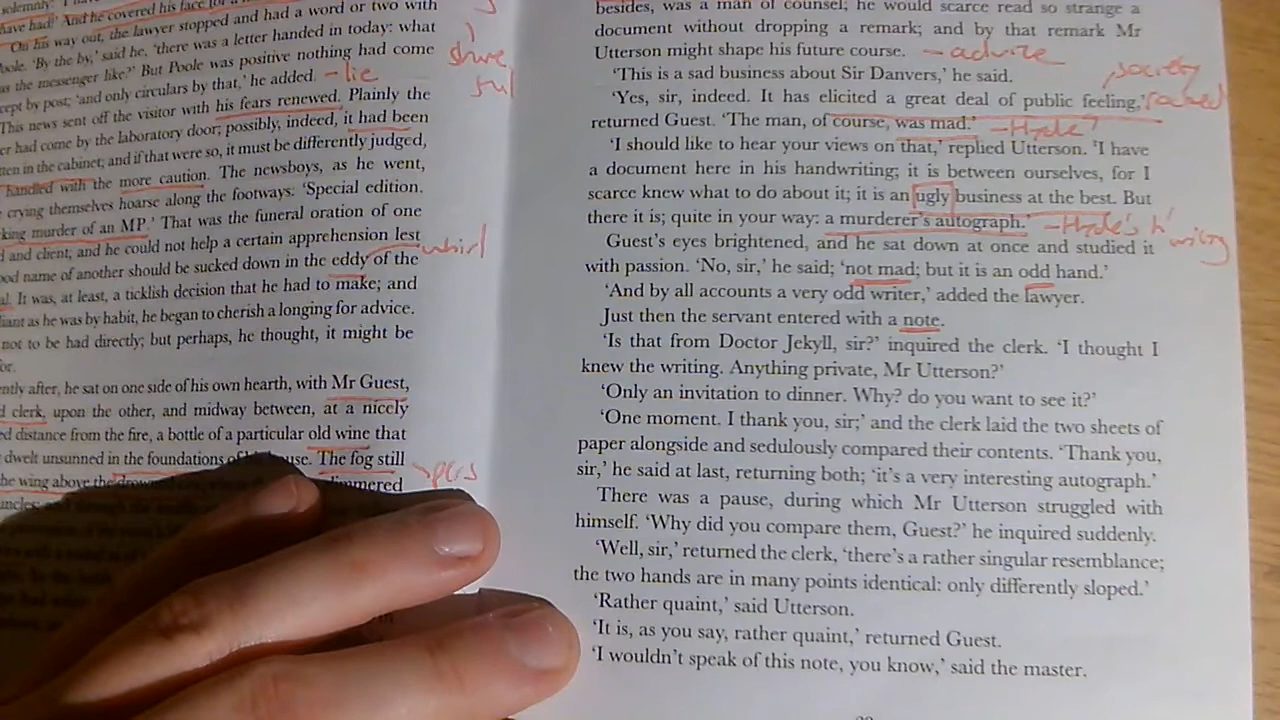 solemnly: 'I have
have had!' And he covered his face for a
On his way out, the lawyer stopped and had a word or two with
Poole. 'By the by,' said he, 'there was a letter handed in today: what
was the messenger like?' But Poole was positive nothing had come
cept by post; 'and only circulars by that,' he added. – lie
This news sent off the visitor with his fears renewed. Plainly the
er had come by the laboratory door; possibly, indeed, it had been
ten in the cabinet; and if that were so, it must be differently judged,
handled with the more caution. The newsboys, as he went,
crying themselves hoarse along the footways: 'Special edition.
king murder of an MP.' That was the funeral oration of one
d and client; and he could not help a certain apprehension lest
ood name of another should be sucked down in the eddy of the
whirl
al. It was, at least, a ticklish decision that he had to make; and
liant as he was by habit, he began to cherish a longing for advice.
not to be had directly; but perhaps, he thought, it might be
for.
ently after, he sat on one side of his own hearth, with Mr Guest,
d clerk, upon the other, and midway between, at a nicely
ed distance from the fire, a bottle of a particular old wine that
dwelt unsunned in the foundations of house. The fog still
pers
he wing above the drow immered
uncles;
besides, was a man of counsel; he would scarce read so strange a
document without dropping a remark; and by that remark Mr
Utterson might shape his future course. – advice
'This is a sad business about Sir Danvers,' he said.
society
'Yes, sir, indeed. It has elicited a great deal of public feeling,'
returned Guest. 'The man, of course, was mad.' – Hyde?
'I should like to hear your views on that,' replied Utterson. 'I have
a document here in his handwriting; it is between ourselves, for I
scarce knew what to do about it; it is an ugly business at the best. But
there it is; quite in your way: a murderer's autograph.' – Hyde's h' writing
Guest's eyes brightened, and he sat down at once and studied it
with passion. 'No, sir,' he said; 'not mad; but it is an odd hand.'
'And by all accounts a very odd writer,' added the lawyer.
Just then the servant entered with a note.
'Is that from Doctor Jekyll, sir?' inquired the clerk. 'I thought I
knew the writing. Anything private, Mr Utterson?'
'Only an invitation to dinner. Why? do you want to see it?'
'One moment. I thank you, sir;' and the clerk laid the two sheets of
paper alongside and sedulously compared their contents. 'Thank you,
sir,' he said at last, returning both; 'it's a very interesting autograph.'
There was a pause, during which Mr Utterson struggled with
himself. 'Why did you compare them, Guest?' he inquired suddenly.
'Well, sir,' returned the clerk, 'there's a rather singular resemblance;
the two hands are in many points identical: only differently sloped.'
'Rather quaint,' said Utterson.
'It is, as you say, rather quaint,' returned Guest.
'I wouldn't speak of this note, you know,' said the master.